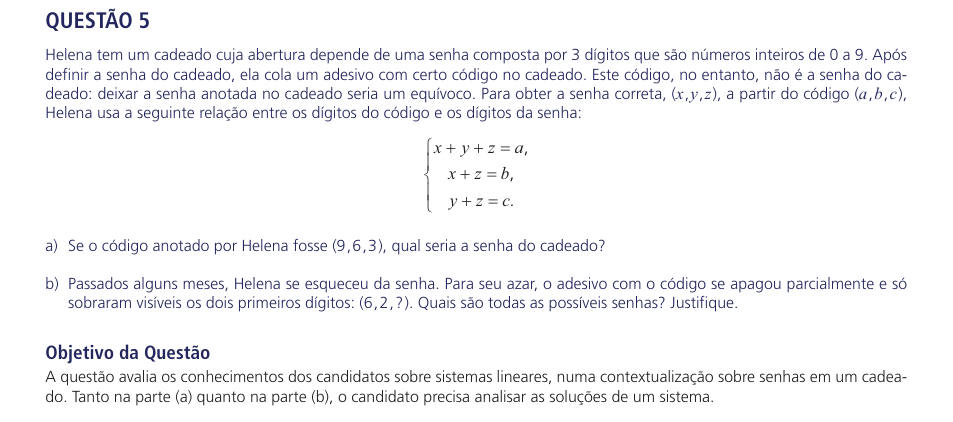 QUESTÃO 5
Helena tem um cadeado cuja abertura depende de uma senha composta por 3 dígitos que são números inteiros de 0 a 9. Após
definir a senha do cadeado, ela cola um adesivo com certo código no cadeado. Este código, no entanto, não é a senha do ca-
deado: deixar a senha anotada no cadeado seria um equívoco. Para obter a senha correta, (x,y,z), a partir do código (a,b,c),
Helena usa a seguinte relação entre os dígitos do código e os dígitos da senha:
x + y + z = a,
x + z = b,
y + z = c.
a) Se o código anotado por Helena fosse (9,6,3), qual seria a senha do cadeado?
b) Passados alguns meses, Helena se esqueceu da senha. Para seu azar, o adesivo com o código se apagou parcialmente e só
sobraram visíveis os dois primeiros dígitos: (6,2,?). Quais são todas as possíveis senhas? Justifique.
Objetivo da Questão
A questão avalia os conhecimentos dos candidatos sobre sistemas lineares, numa contextualização sobre senhas em um cadea-
do. Tanto na parte (a) quanto na parte (b), o candidato precisa analisar as soluções de um sistema.